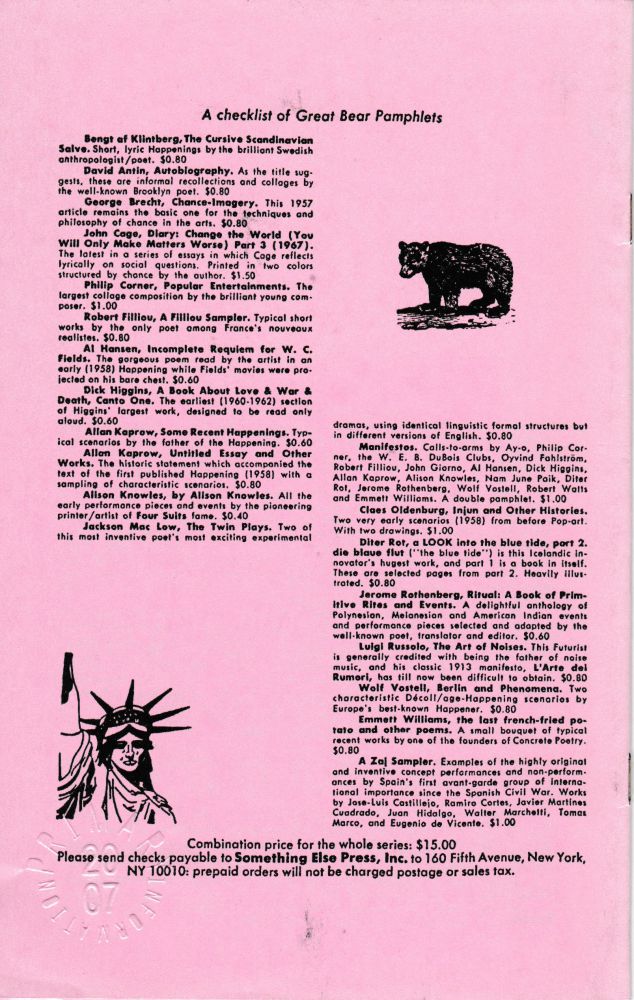 A checklist of Great Bear Pamphlets
Bengt af Klintberg, The Cursive Scandinavian
Salve. Short, lyric Happenings by the brilliant Swedish
anthropologist/poet. $0.80
David Antin, Autobiography. As the title sug-
gests, these are informal recollections and collages by
the well-known Brooklyn poet. $0.80
George Brecht, Chance-Imagery. This 1957
article remains the basic one for the techniques and
philosophy of chance in the arts. $0.80
John Cage, Diary: Change the World (You
Will Only Make Matters Worse) Part 3 (1967).
The latest in a series of essays in which Cage reflects
lyrically on social questions. Printed in two colors
structured by chance by the author. $1.50
Philip Corner, Popular Entertainments. The
largest collage composition by the brilliant young com-
poser. $1.00
Robert Filliou, A Filliou Sampler. Typical short
works by the only poet among France's nouveaux
realistes. $0.80
Al Hansen, Incomplete Requiem for W. C.
Fields. The gorgeous poem read by the artist in an
early (1958) Happening while Fields' movies were pro-
jected on his bare chest. $0.60
Dick Higgins, A Book About Love & War &
Death, Canto One. The earliest (1960-1962) section
of Higgins' largest work, designed to be read only
aloud. $0.60
Allan Kaprow, Some Recent Happenings. Typ-
ical scenarios by the father of the Happening. $0.60
Allan Kaprow, Untitled Essay and Other
Works. The historic statement which accompanied the
text of the first published Happening (1958) with a
sampling of characteristic scenarios. $0.80
Alison Knowles, by Alison Knowles. All the
early performance pieces and events by the pioneering
printer/artist of Four Suits fame. $0.40
Jackson Mac Low, The Twin Plays. Two of
this most inventive poet's most exciting experimental
dramas, using identical linguistic formal structures but
in different versions of English. $0.80
Manifestos. Calls-to-arms by Ay-o, Philip Cor-
ner, the W. E. B. DuBois Clubs, Oyvind Fahlström,
Robert Filliou, John Giorno, Al Hansen, Dick Higgins,
Allan Kaprow, Alison Knowles, Nam June Paik, Diter
Rot, Jerome Rothenberg, Wolf Vostell, Robert Watts
and Emmett Williams. A double pamphlet. $1.00
Claes Oldenburg, Injun and Other Histories.
Two very early scenarios (1958) from before Pop-art.
With two drawings. $1.00
Diter Rot, a LOOK into the blue tide, part 2.
die blaue flut ("the blue tide") is this Icelandic in-
novator's hugest work, and part 1 is a book in itself.
These are selected pages from part 2. Heavily illus-
trated. $0.80
Jerome Rothenberg, Ritual: A Book of Prim-
itive Rites and Events. A delightful anthology of
Polynesian, Melanesian and American Indian events
and performance pieces selected and adapted by the
well-known poet, translator and editor. $0.60
Luigi Russolo, The Art of Noises. This Futurist
is generally credited with being the father of noise
music, and his classic 1913 manifesto, L'Arte dei
Rumori, has till now been difficult to obtain. $0.80
Wolf Vostell, Berlin and Phenomena. Two
characteristic Décoll/age-Happening scenarios by
Europe's best-known Happener. $0.80
Emmett Williams, the last french-fried po-
tato and other poems. A small bouquet of typical
recent works by one of the founders of Concrete Poetry.
$0.80
A Zaj Sampler. Examples of the highly original
and inventive concept performances and non-perform-
ances by Spain's first avant-garde group of interna-
tional importance since the Spanish Civil War. Works
by Jose-Luis Castillejo, Ramiro Cortes, Javier Martines
Cuadrado, Juan Hidalgo, Walter Marchetti, Tomas
Marco, and Eugenio de Vicente. $1.00
Combination price for the whole series: $15.00
Please send checks payable to Something Else Press, Inc. to 160 Fifth Avenue, New York,
NY 10010: prepaid orders will not be charged postage or sales tax.
PRIMARY INFORMATION
20
07